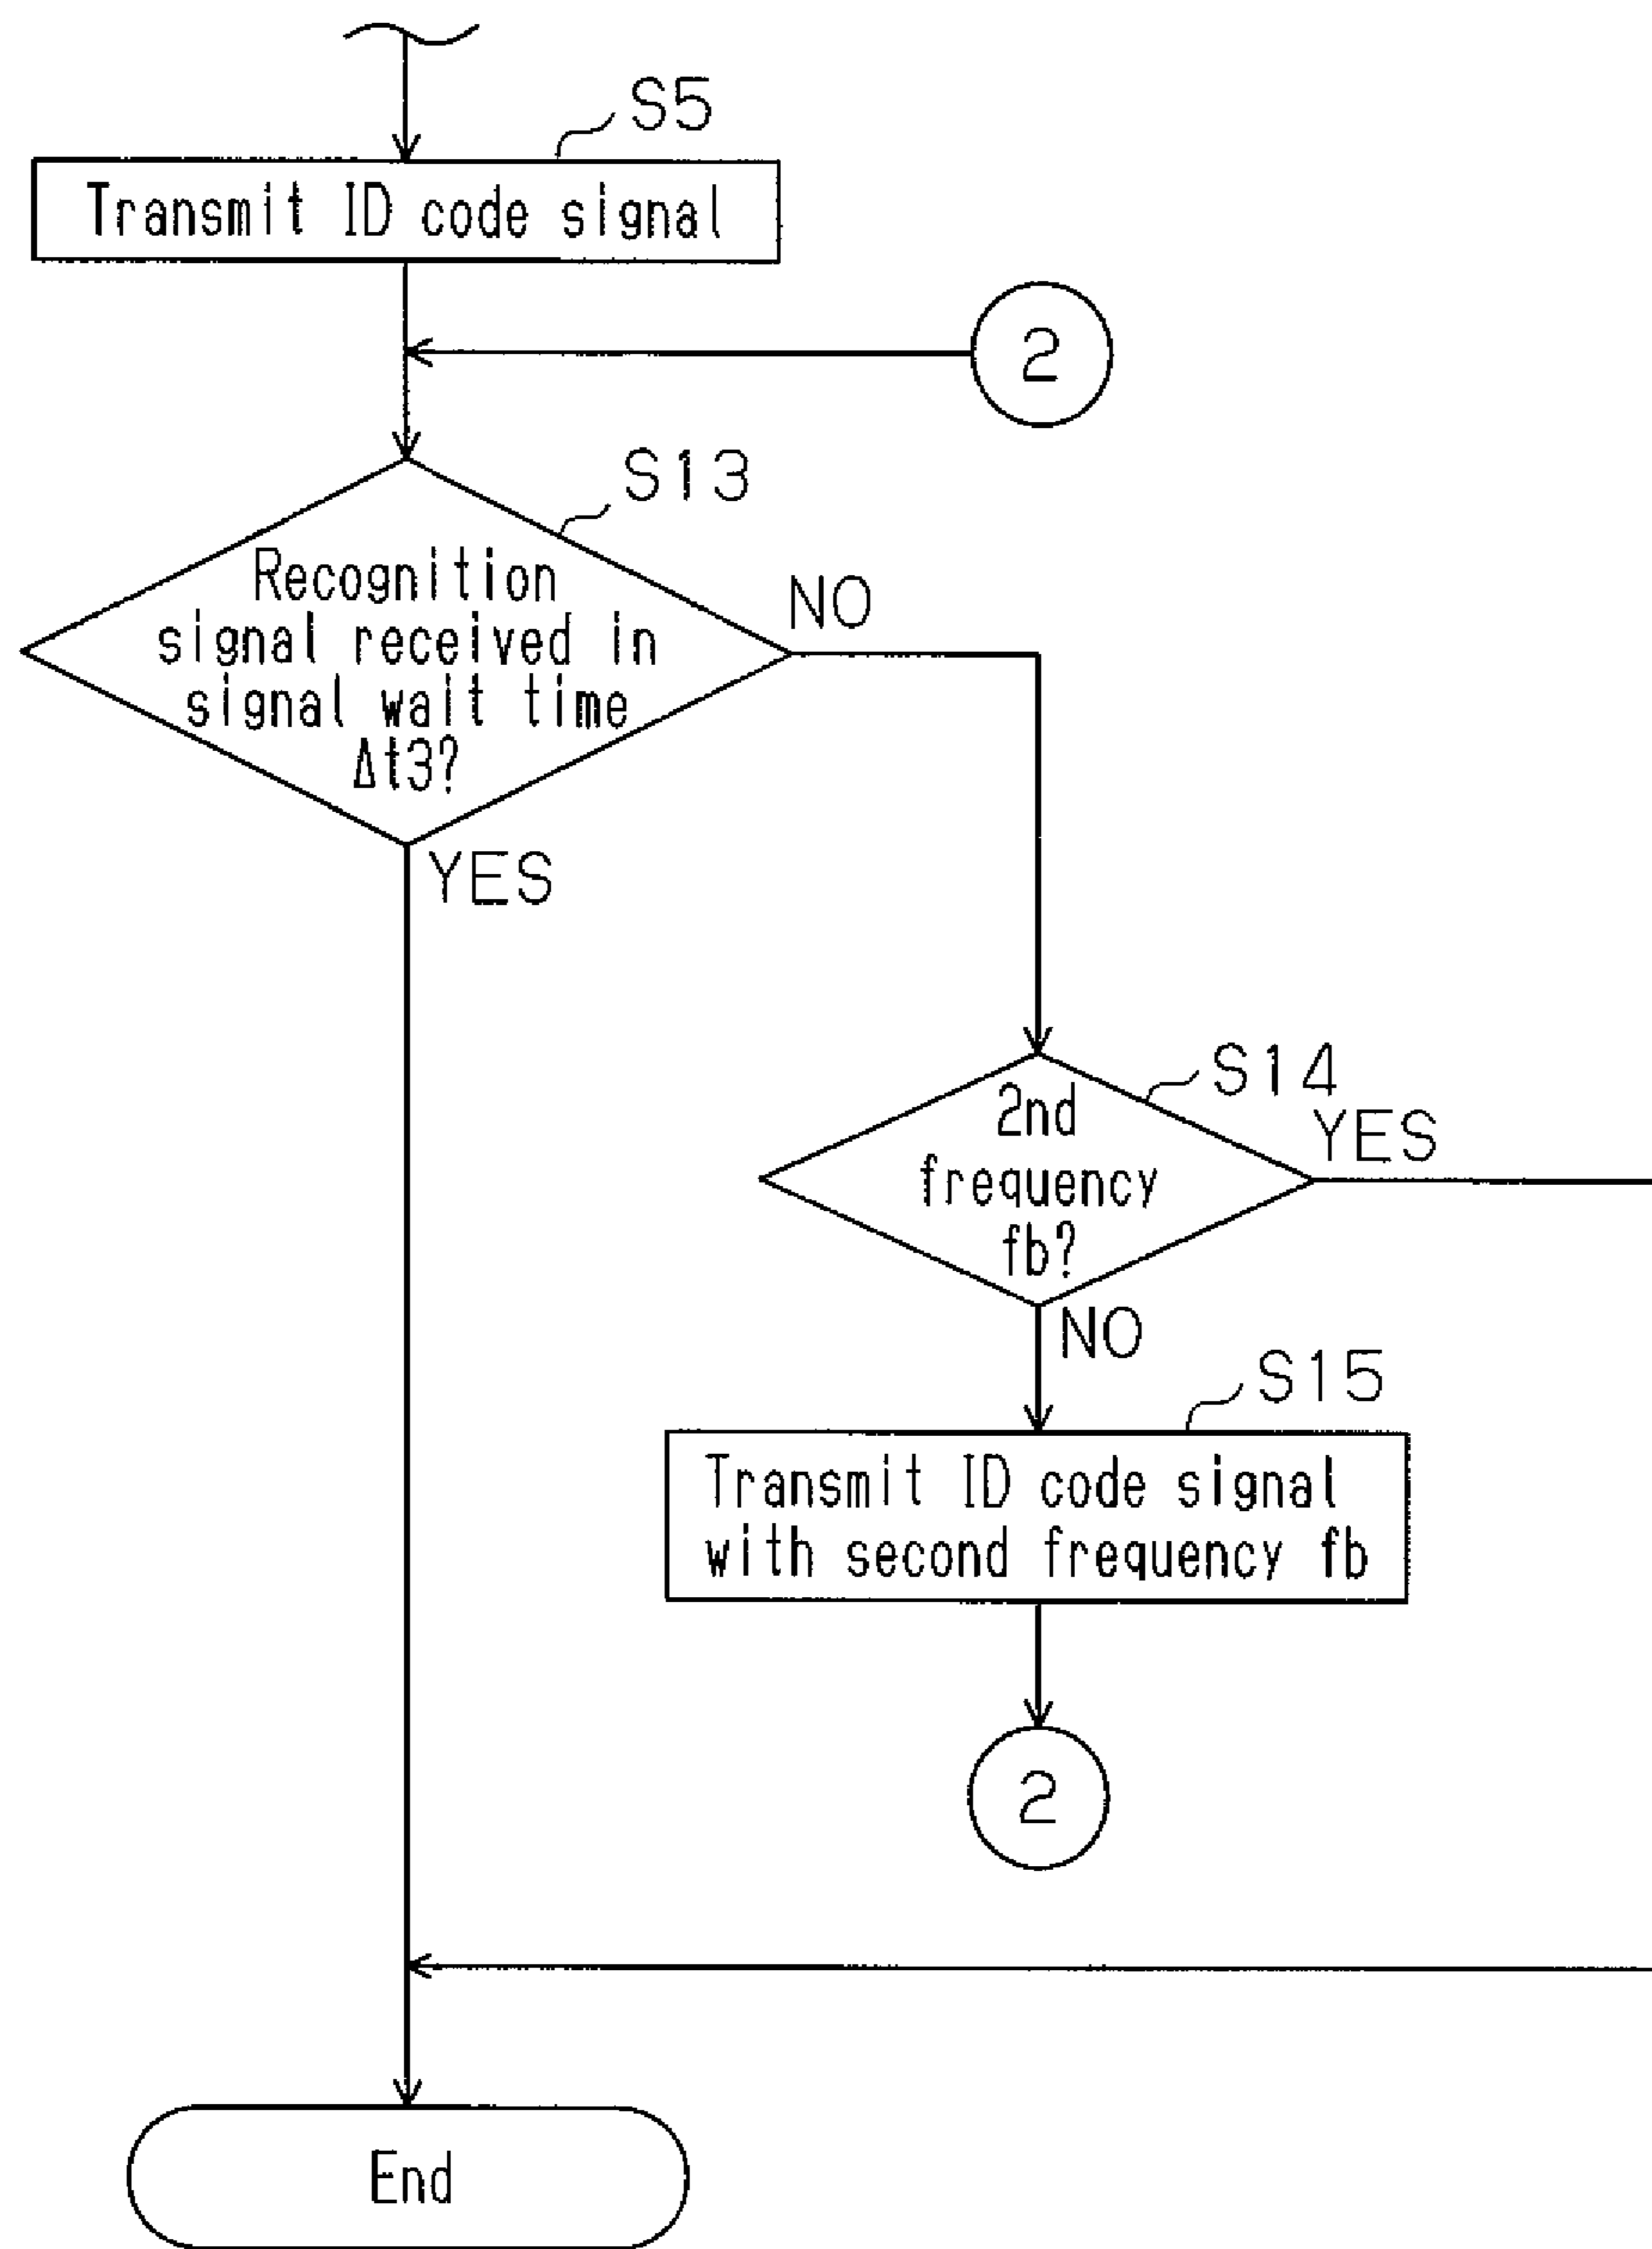 S5
Transmit ID code signal
2
S13
Recognition
signal received in
signal wait time
Δt3?
NO
YES
S14
2nd
frequency
fb?
YES
NO
S15
Transmit ID code signal
with second frequency fb
2
End